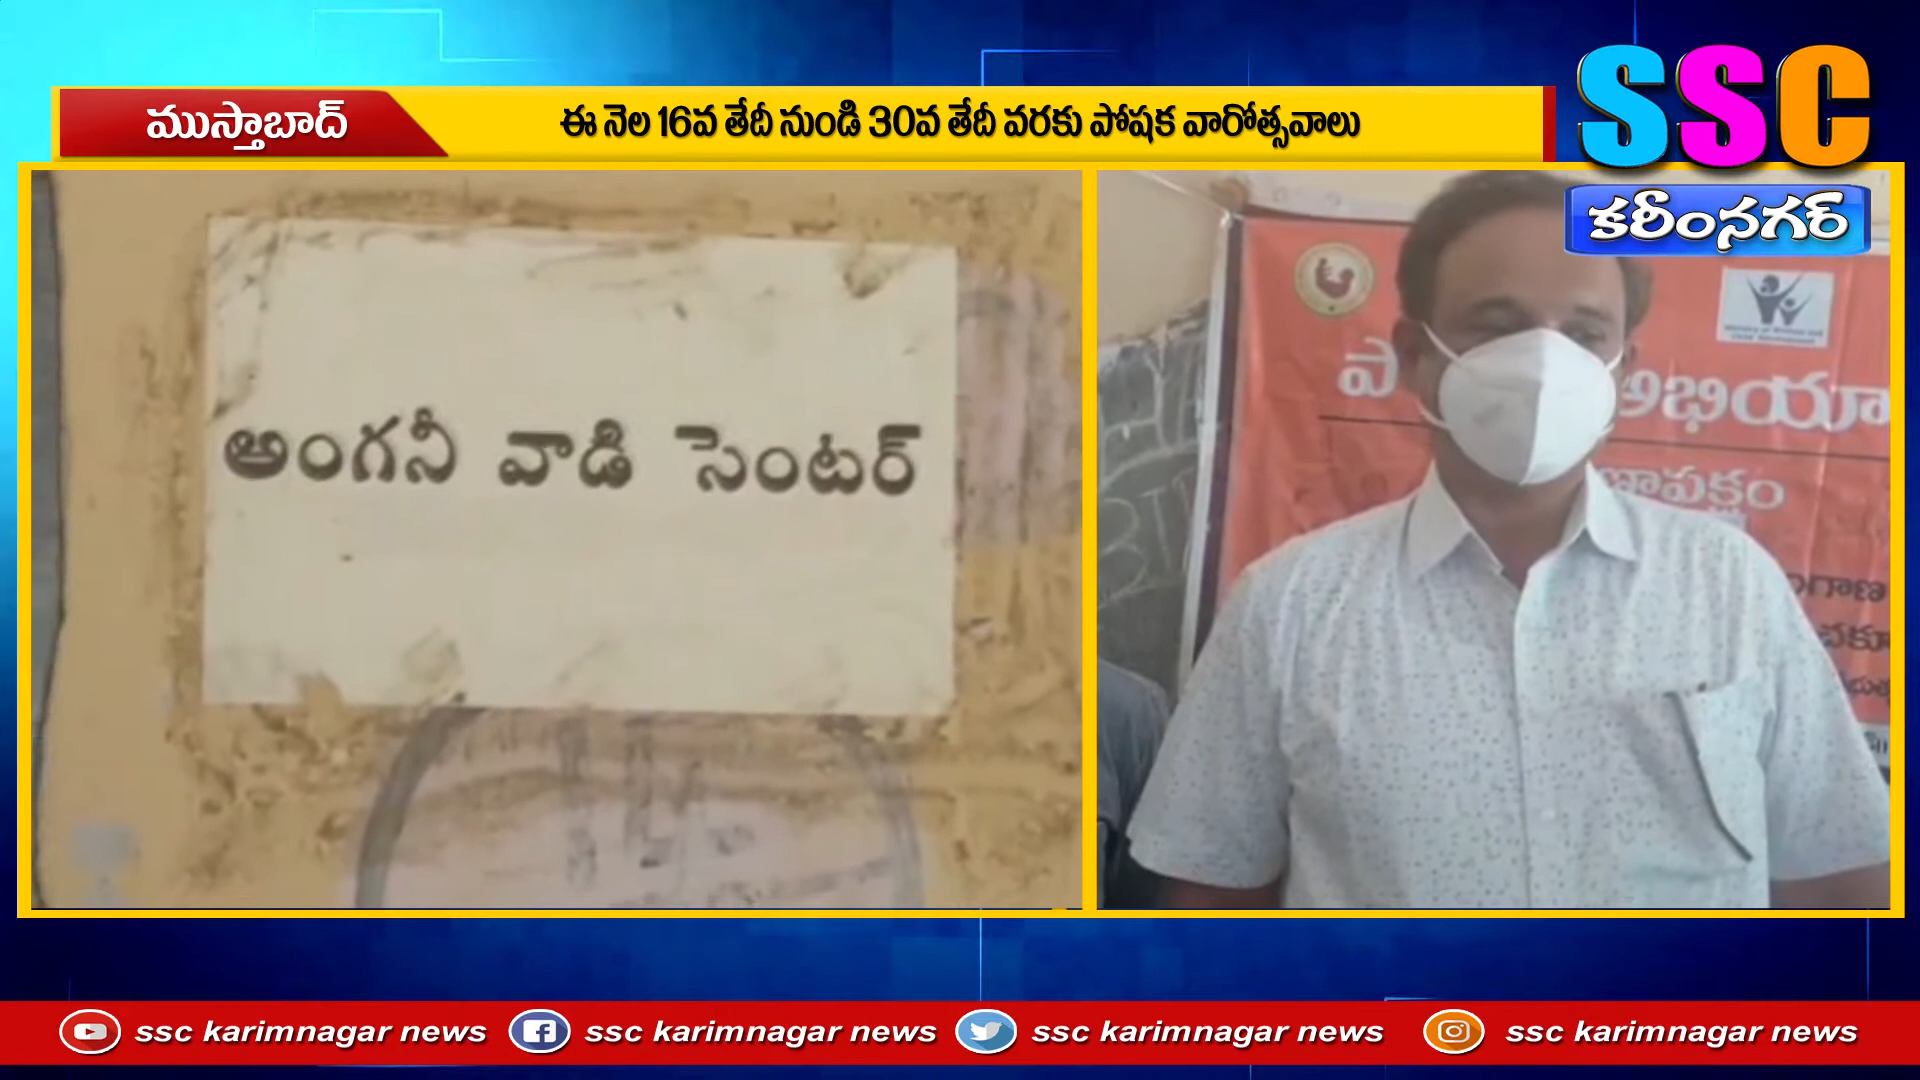 SSC
ముస్తాబాద్
ఈ నెల 16వ తేదీ నుండి 30వ తేదీ వరకు పోషక వారోత్సవాలు
కరీంనగర్
అంగనీ వాడి సెంటర్
అభియా
ssc karimnagar news
ssc karimnagar news
ssc karimnagar news
ssc karimnagar news